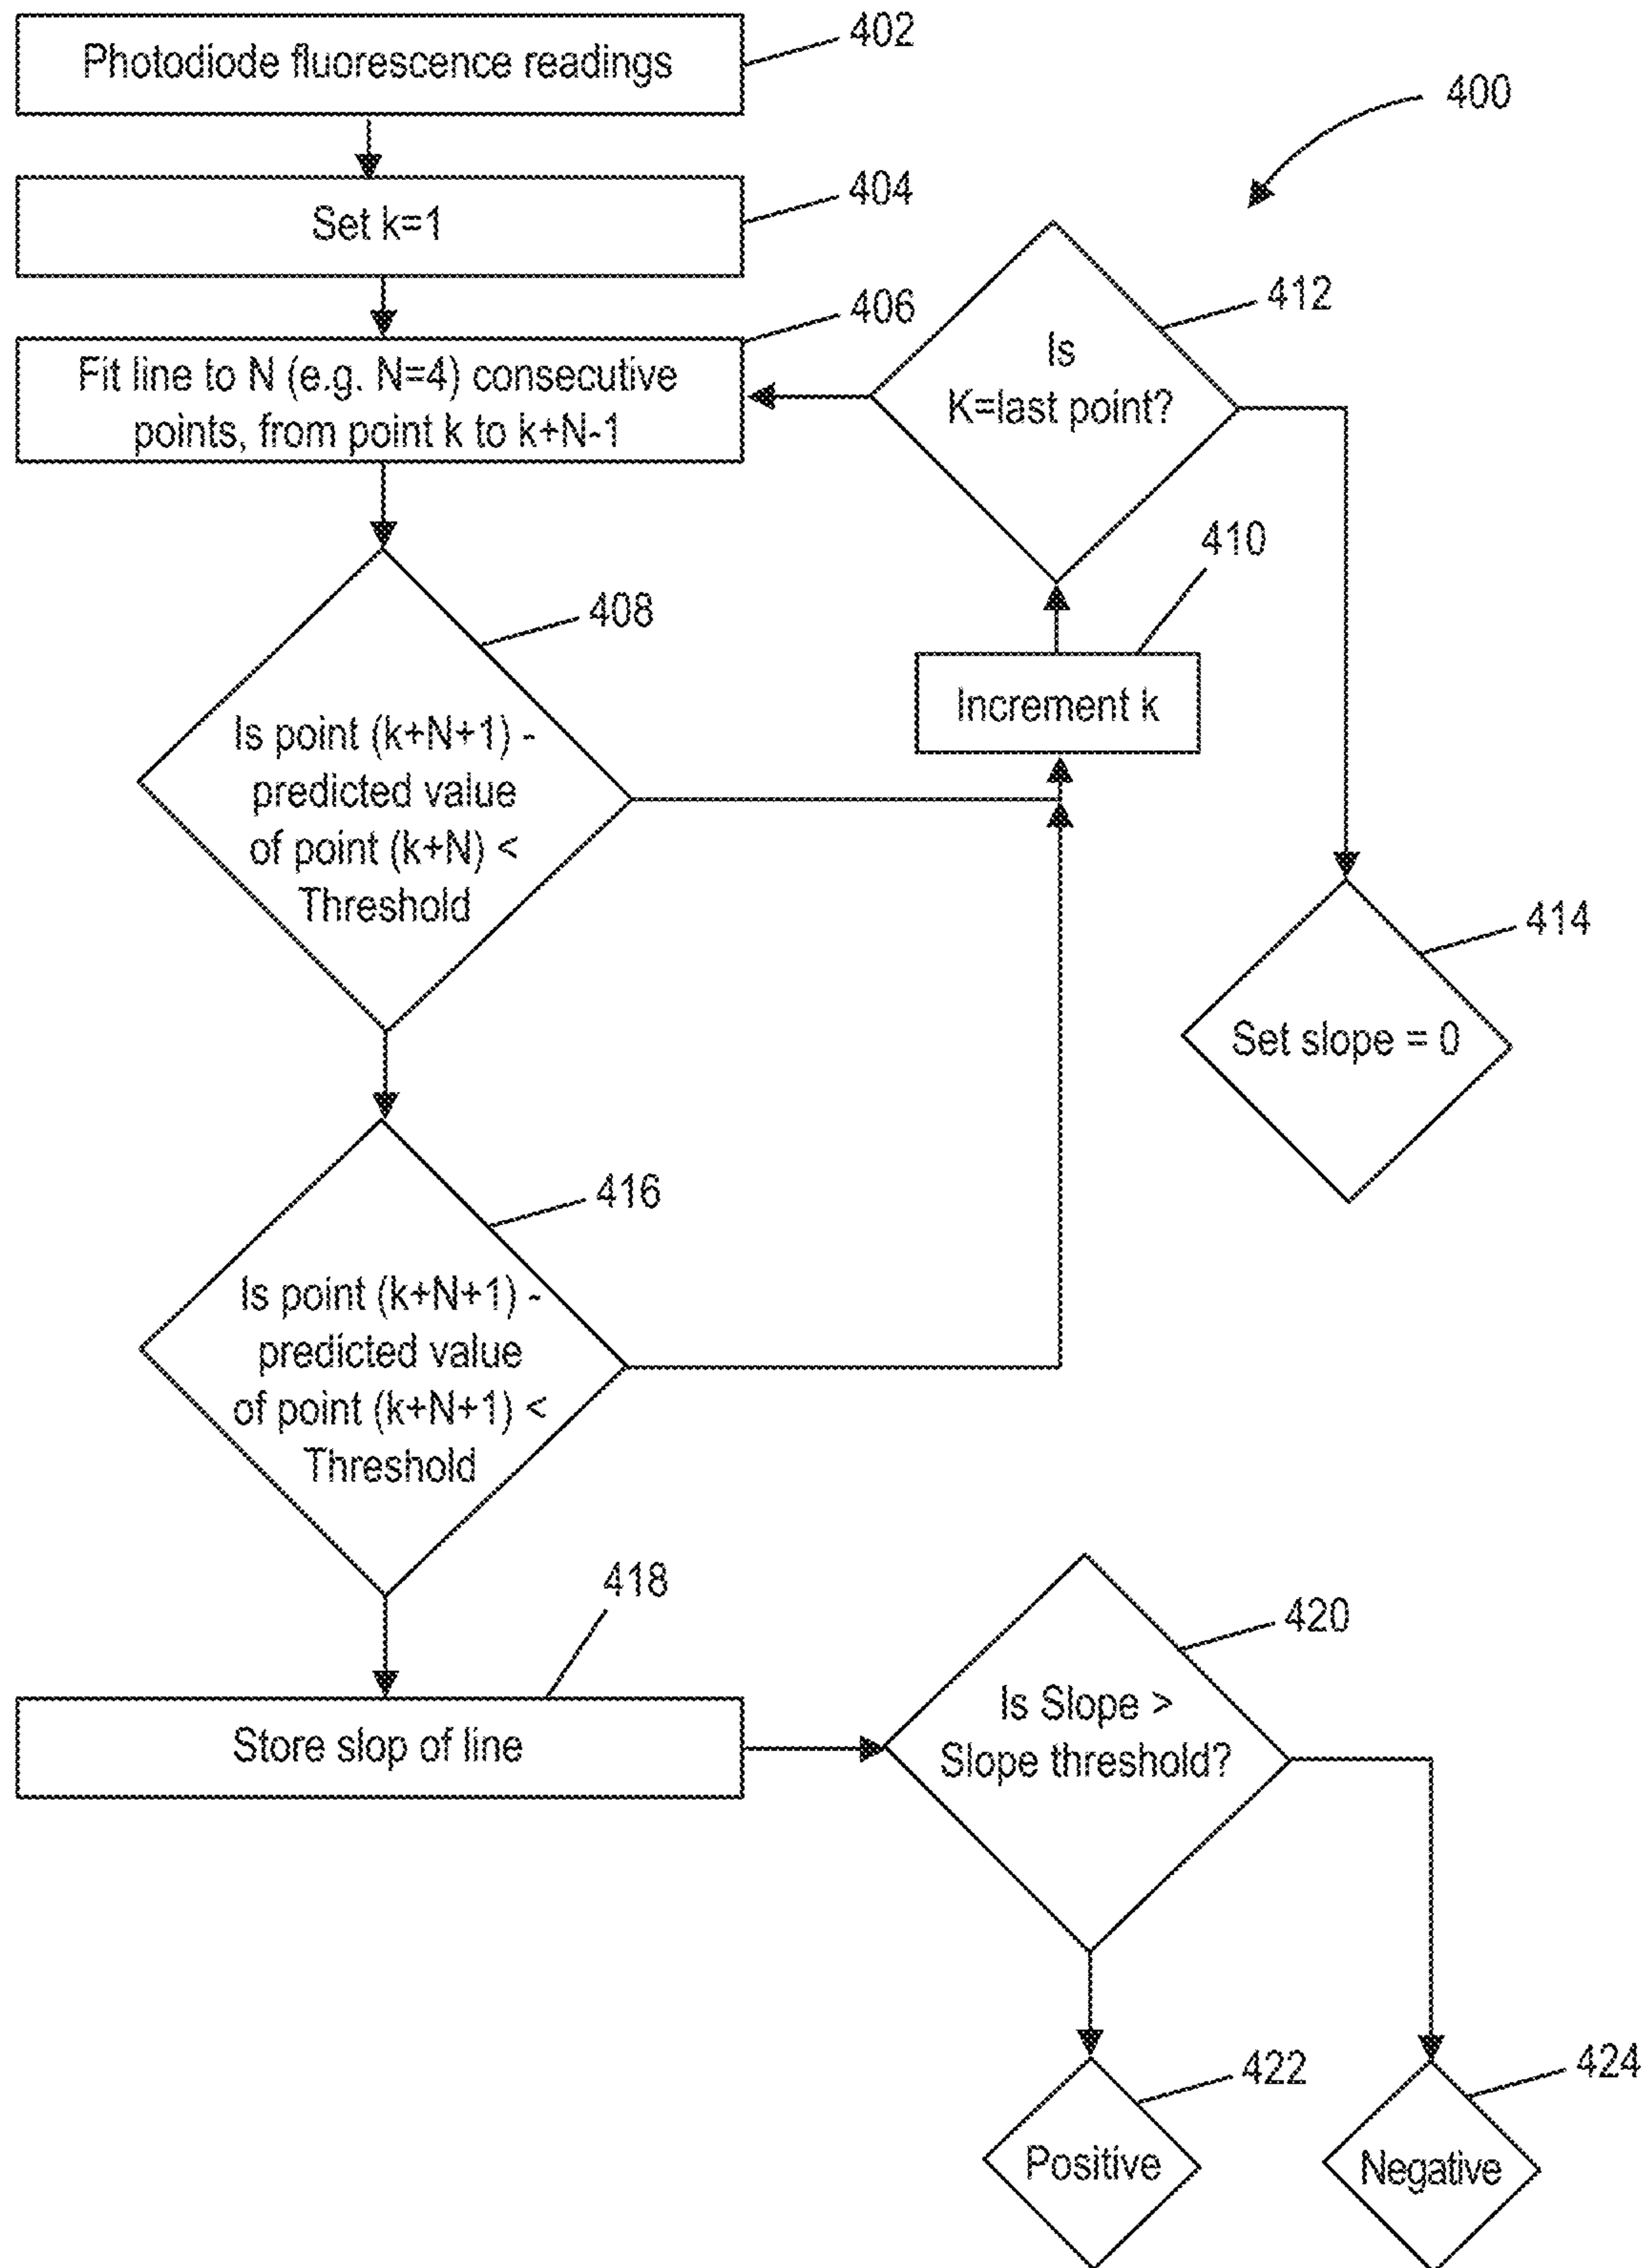 Photodiode fluorescence readings
402
400
Set k=1
404
Fit line to N (e.g. N=4) consecutive
points, from point k to k+N-1
406
Is
K=last point?
412
Increment k
410
Is point (k+N+1) -
predicted value
of point (k+N) <
Threshold
408
Set slope = 0
414
Is point (k+N+1) -
predicted value
of point (k+N+1) <
Threshold
416
Store slop of line
418
Is Slope >
Slope threshold?
420
Positive
422
Negative
424